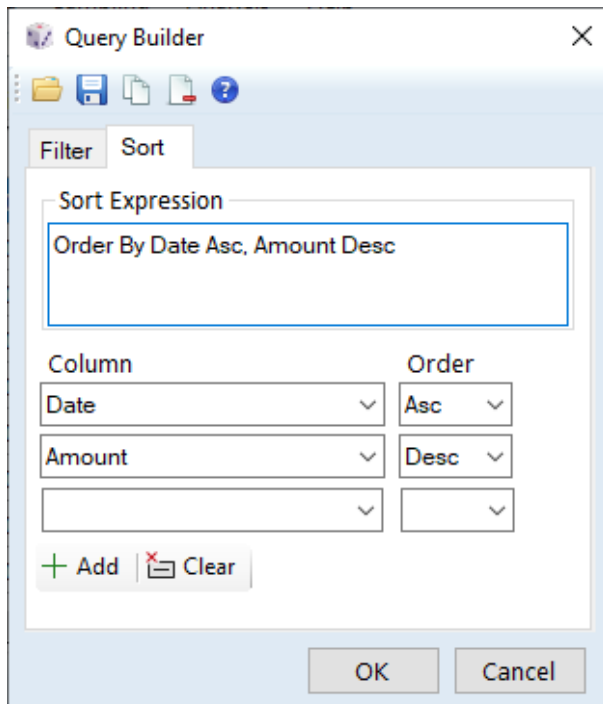 Query Builder
Filter Sort
Sort Expression
Order By Date Asc, Amount Desc
Column Order
Date Asc
Amount Desc
+ Add Clear
OK Cancel